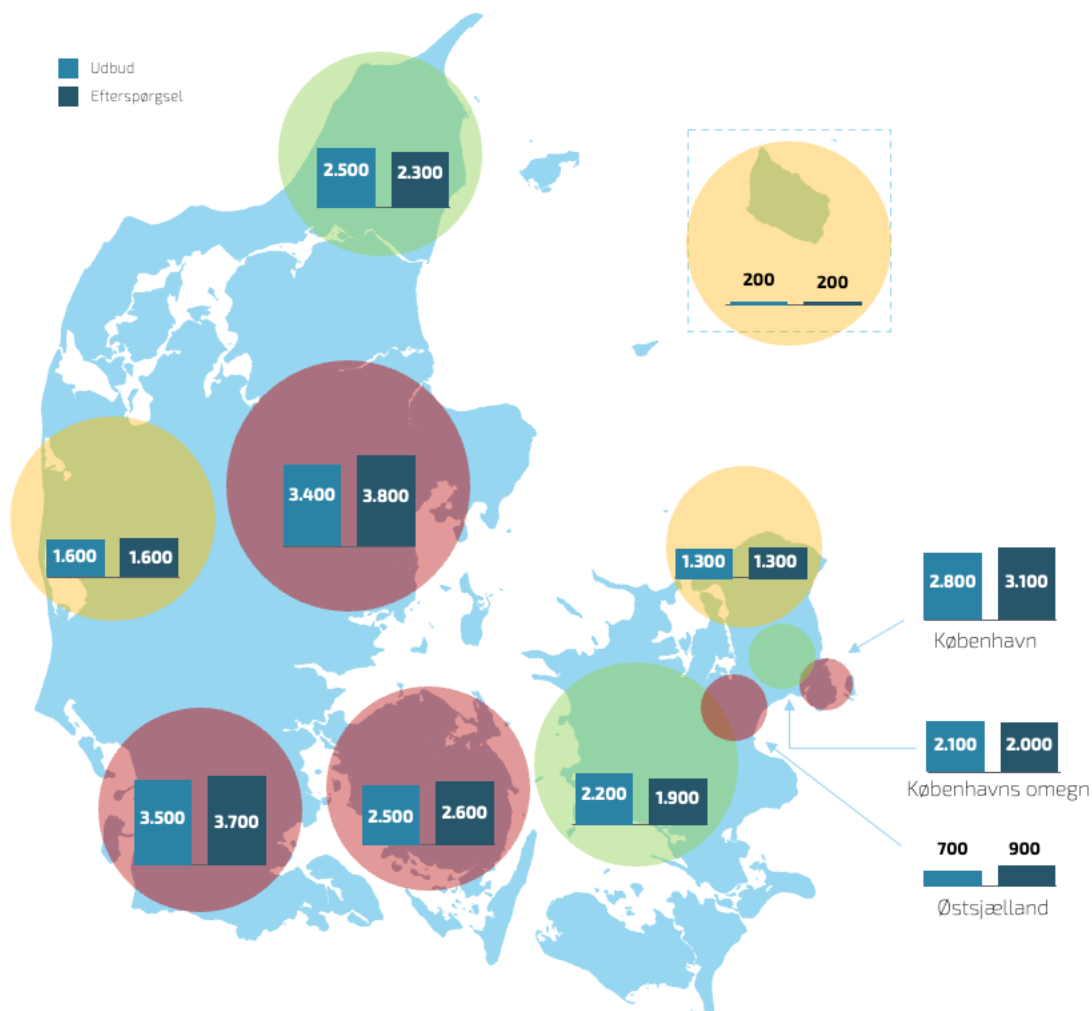 Udbud
Efterspørgsel
2.500 2.300
200 200
3.400 3.800
1.600 1.600
1.300 1.300
2.800 3.100
København
2.100 2.000
Københavns omegn
3.500 3.700
2.500 2.600
2.200 1.900
700 900
Østsjælland